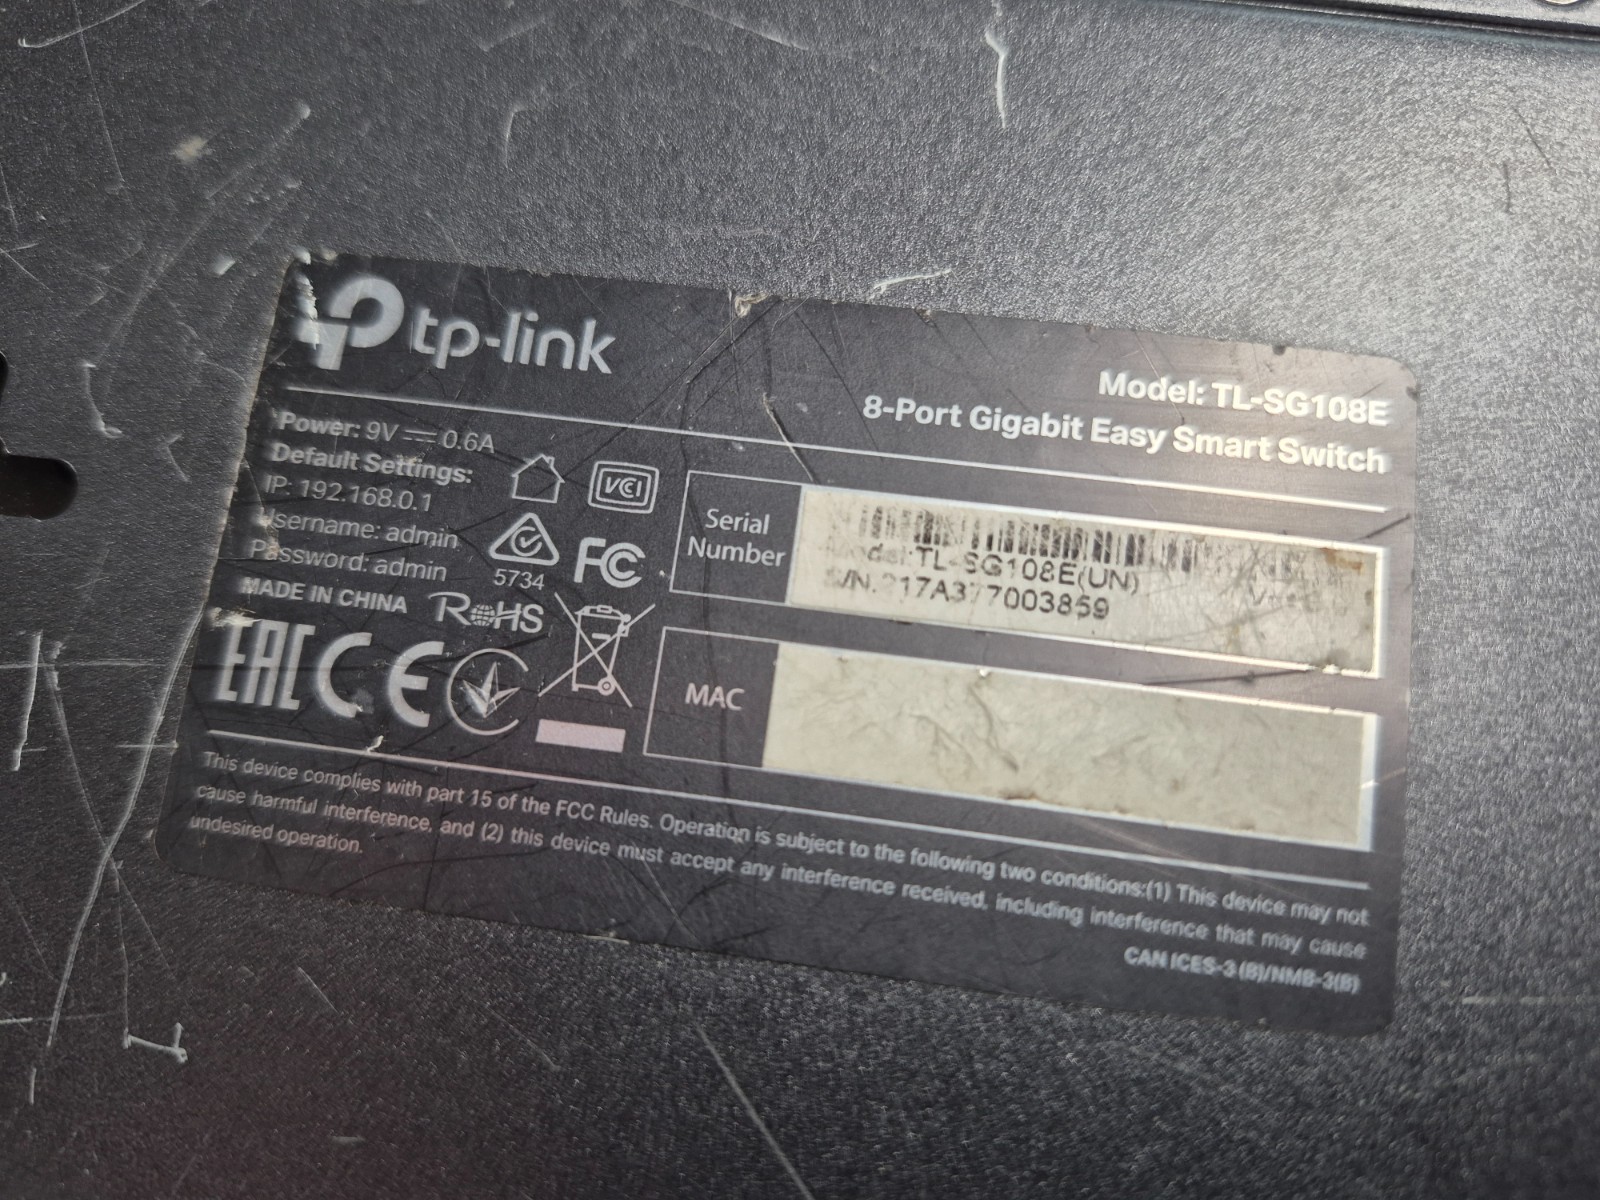 tp-link
Model: TL-SG108E
8-Port Gigabit Easy Smart Switch
Power: 9V ⎓ 0.6A
Default Settings:
IP: 192.168.0.1
Username: admin
Password: admin
MADE IN CHINA
VCI
5734
FC
RoHS
EAC CE
Serial
Number
Model:TL-SG108E(UN)
MAC
This device complies with part 15 of the FCC Rules. Operation is subject to the following two conditions:(1) This device may not
cause harmful interference, and (2) this device must accept any interference received, including interference that may cause
undesired operation.
CAN ICES-3 (B)/NMB-3(B)